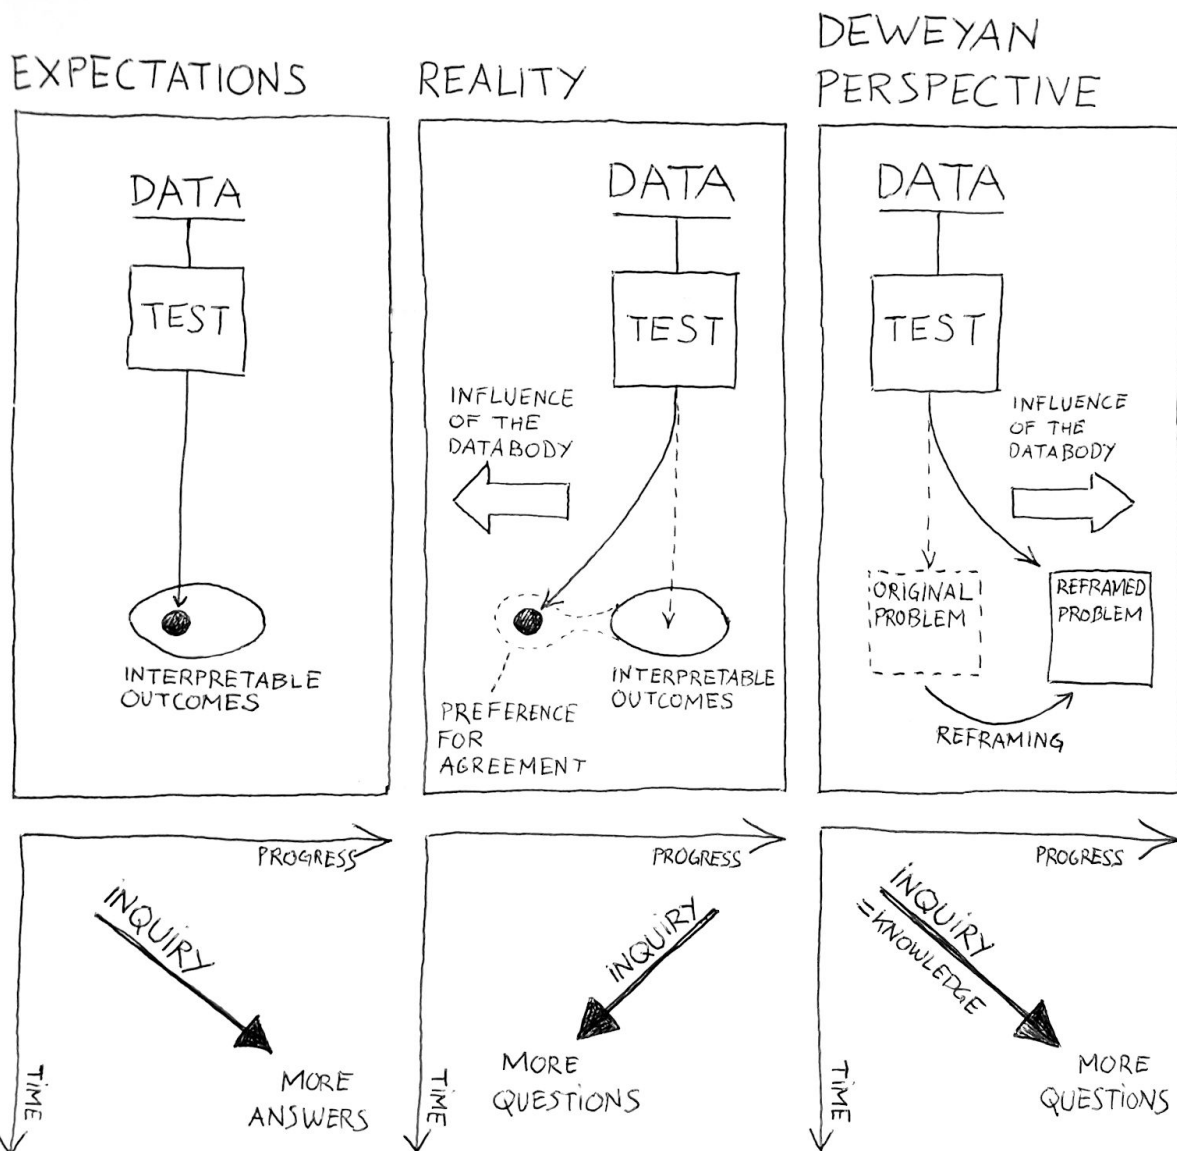 EXPECTATIONS
DATA
TEST
INTERPRETABLE
OUTCOMES
PROGRESS
INQUIRY
TIME
MORE
ANSWERS
REALITY
DATA
TEST
INFLUENCE
OF THE
DATABODY
PREFERENCE
FOR
AGREEMENT
INTERPRETABLE
OUTCOMES
PROGRESS
INQUIRY
TIME
MORE
QUESTIONS
DEWEYAN
PERSPECTIVE
DATA
TEST
INFLUENCE
OF THE
DATABODY
ORIGINAL
PROBLEM
REFRAMED
PROBLEM
REFRAMING
PROGRESS
INQUIRY
=KNOWLEDGE
TIME
MORE
QUESTIONS